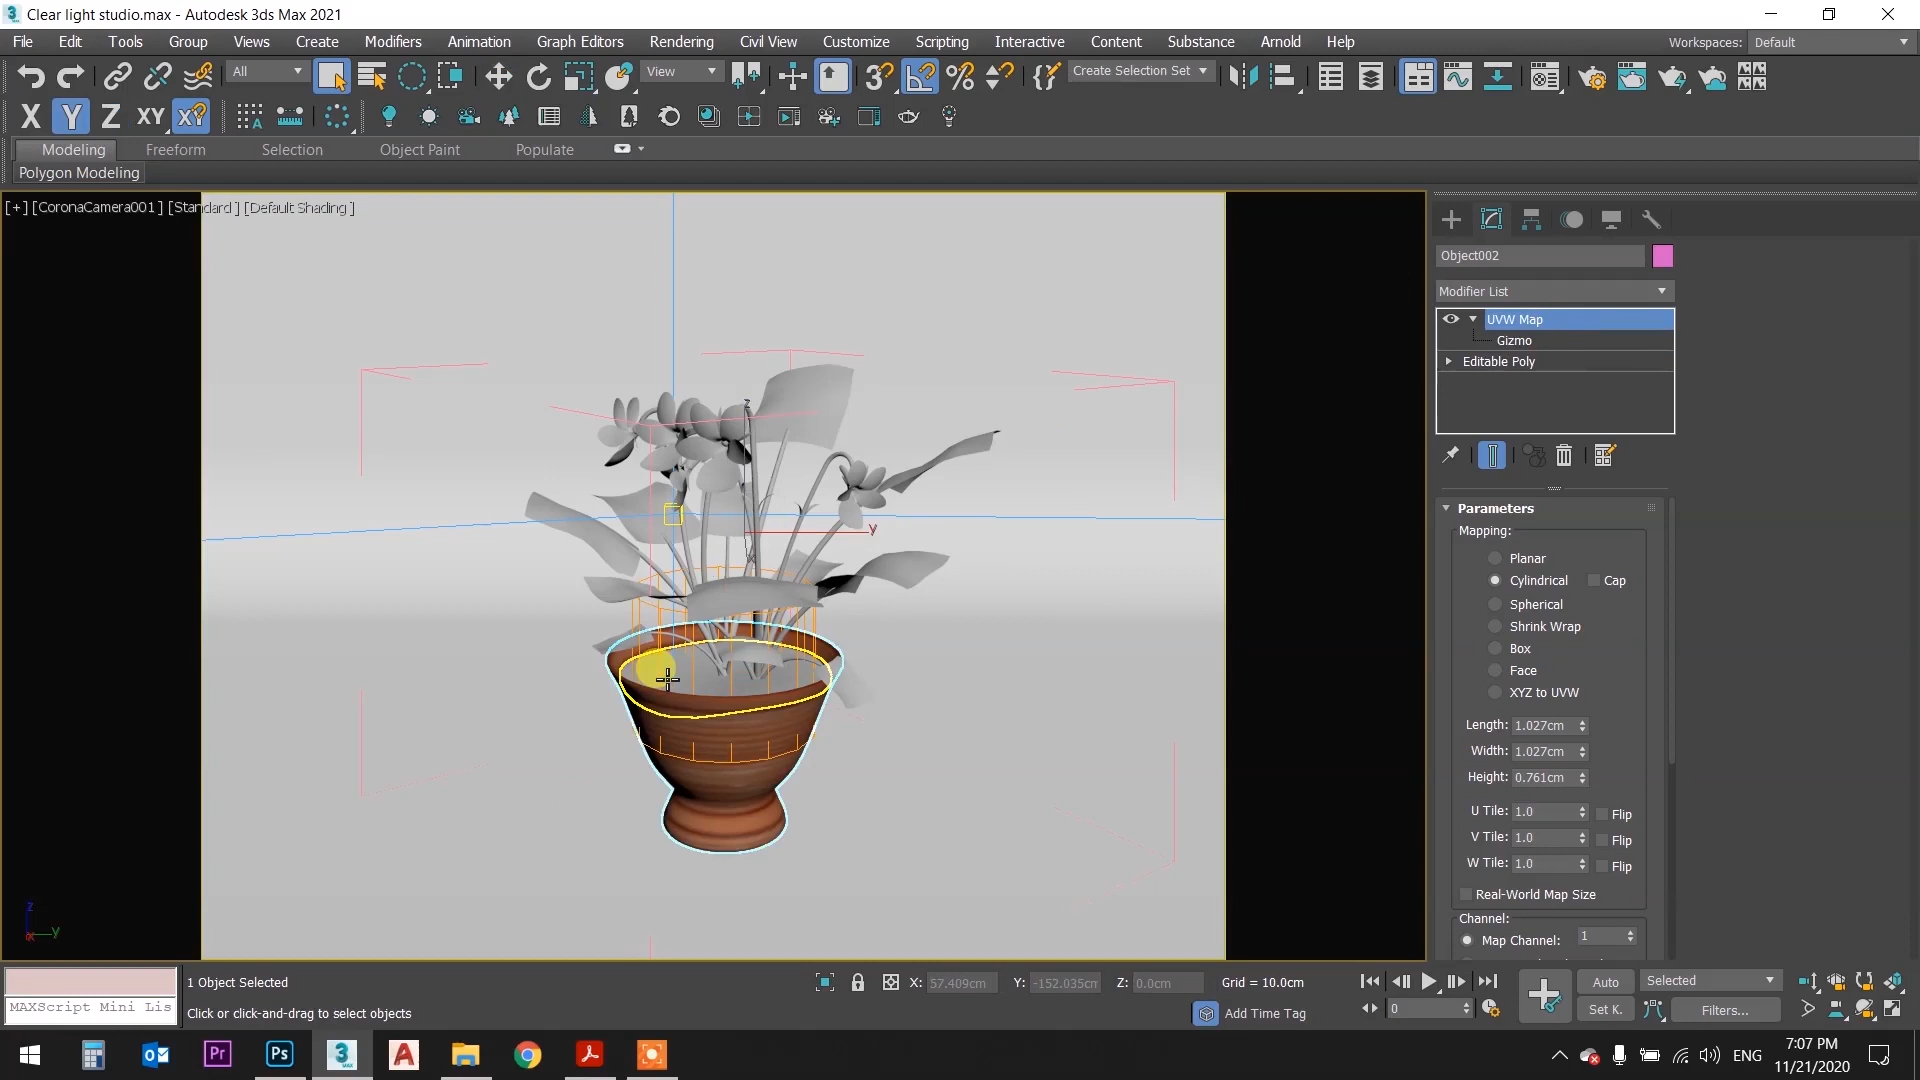 Clear light studio.max - Autodesk 3ds Max 2021
File Edit Tools Group Views Create Modifiers Animation Graph Editors Rendering Civil View Customize Scripting Interactive Content Substance Arnold Help Workspaces: Default
All View Create Selection Set
X Y Z XY
Modeling Freeform Selection Object Paint Populate
Polygon Modeling
[+] [CoronaCamera001] [Standard] [Default Shading]
Object002
Modifier List
UVW Map
Gizmo
Editable Poly
Parameters
Mapping:
Planar
Cylindrical Cap
Spherical
Shrink Wrap
Box
Face
XYZ to UVW
Length: 1.027cm
Width: 1.027cm
Height: 0.761cm
U Tile: 1.0 Flip
V Tile: 1.0 Flip
W Tile: 1.0 Flip
Real-World Map Size
Channel:
Map Channel: 1
z
y
z
x y
1 Object Selected X: 57.409cm Y: -152.035cm Z: 0.0cm Grid = 10.0cm Auto Selected
MAXScript Mini Lis Click or click-and-drag to select objects Add Time Tag 0 Set K. Filters...
ENG 7:07 PM
11/21/2020